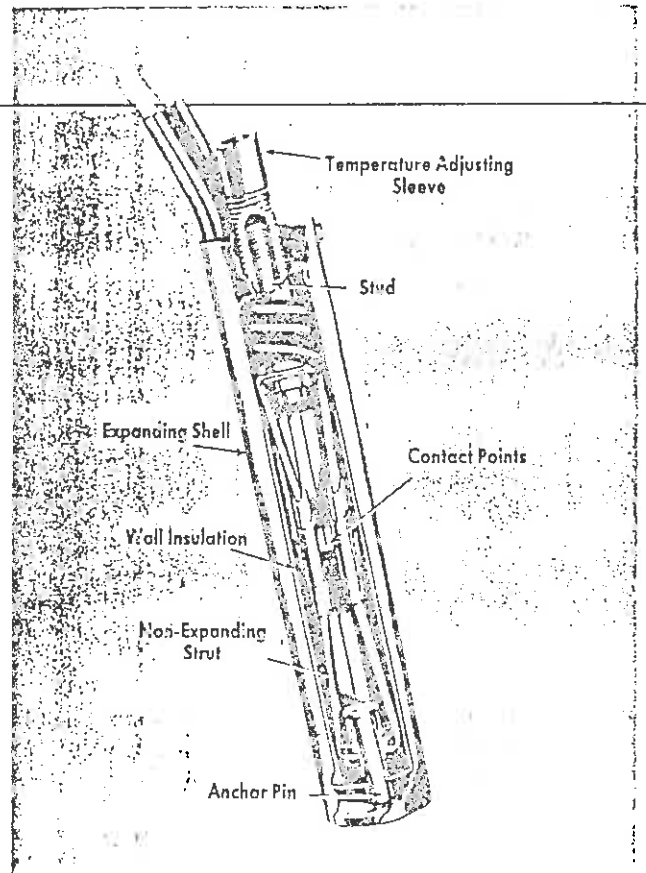 Temperature Adjusting
Sleeve
Stud
Expanding Shell
Contact Points
Wall Insulation
Non-Expanding
Strut
Anchor Pin